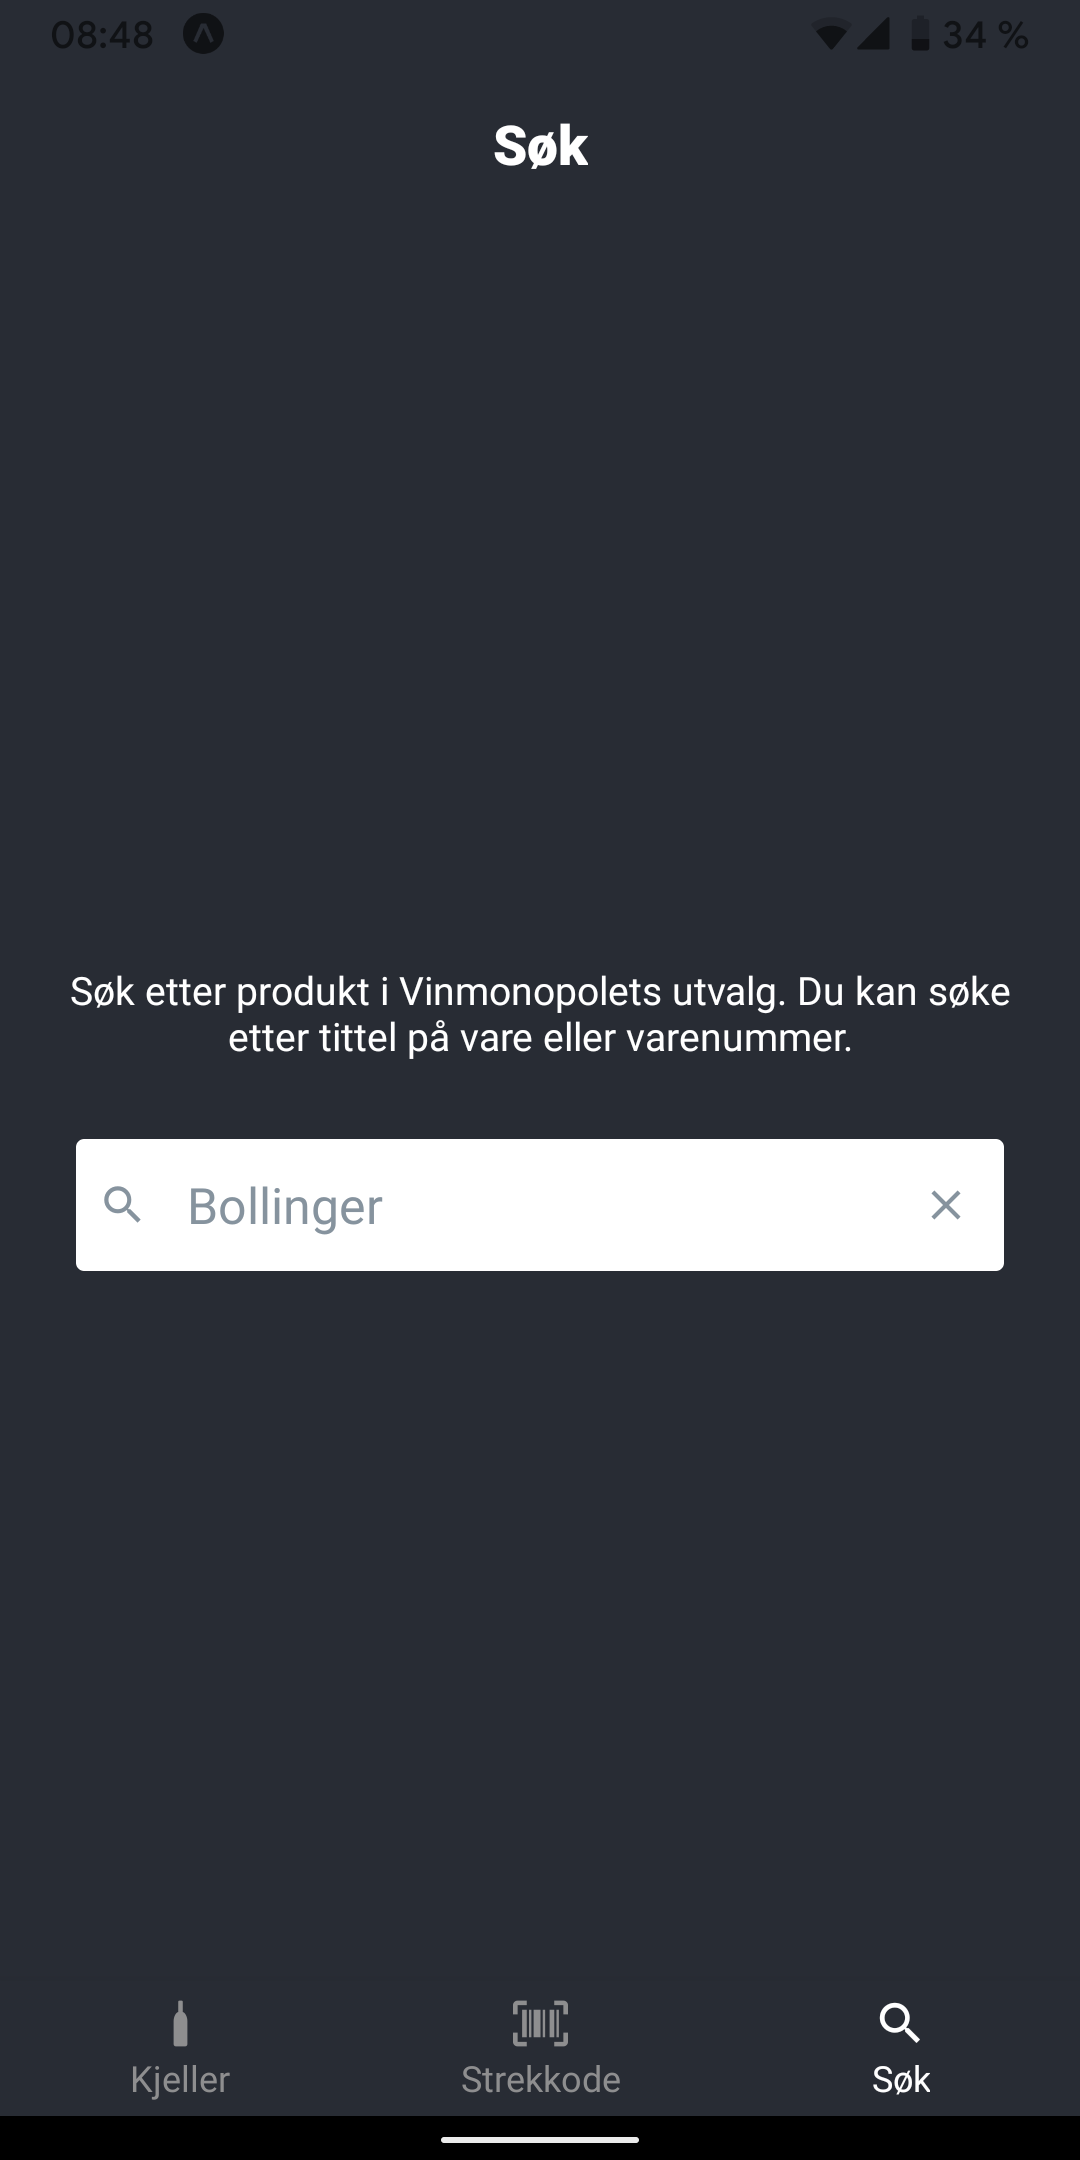 08:48
34 %
Søk
Søk etter produkt i Vinmonopolets utvalg. Du kan søke
etter tittel på vare eller varenummer.
Bollinger
Kjeller
Strekkode
Søk